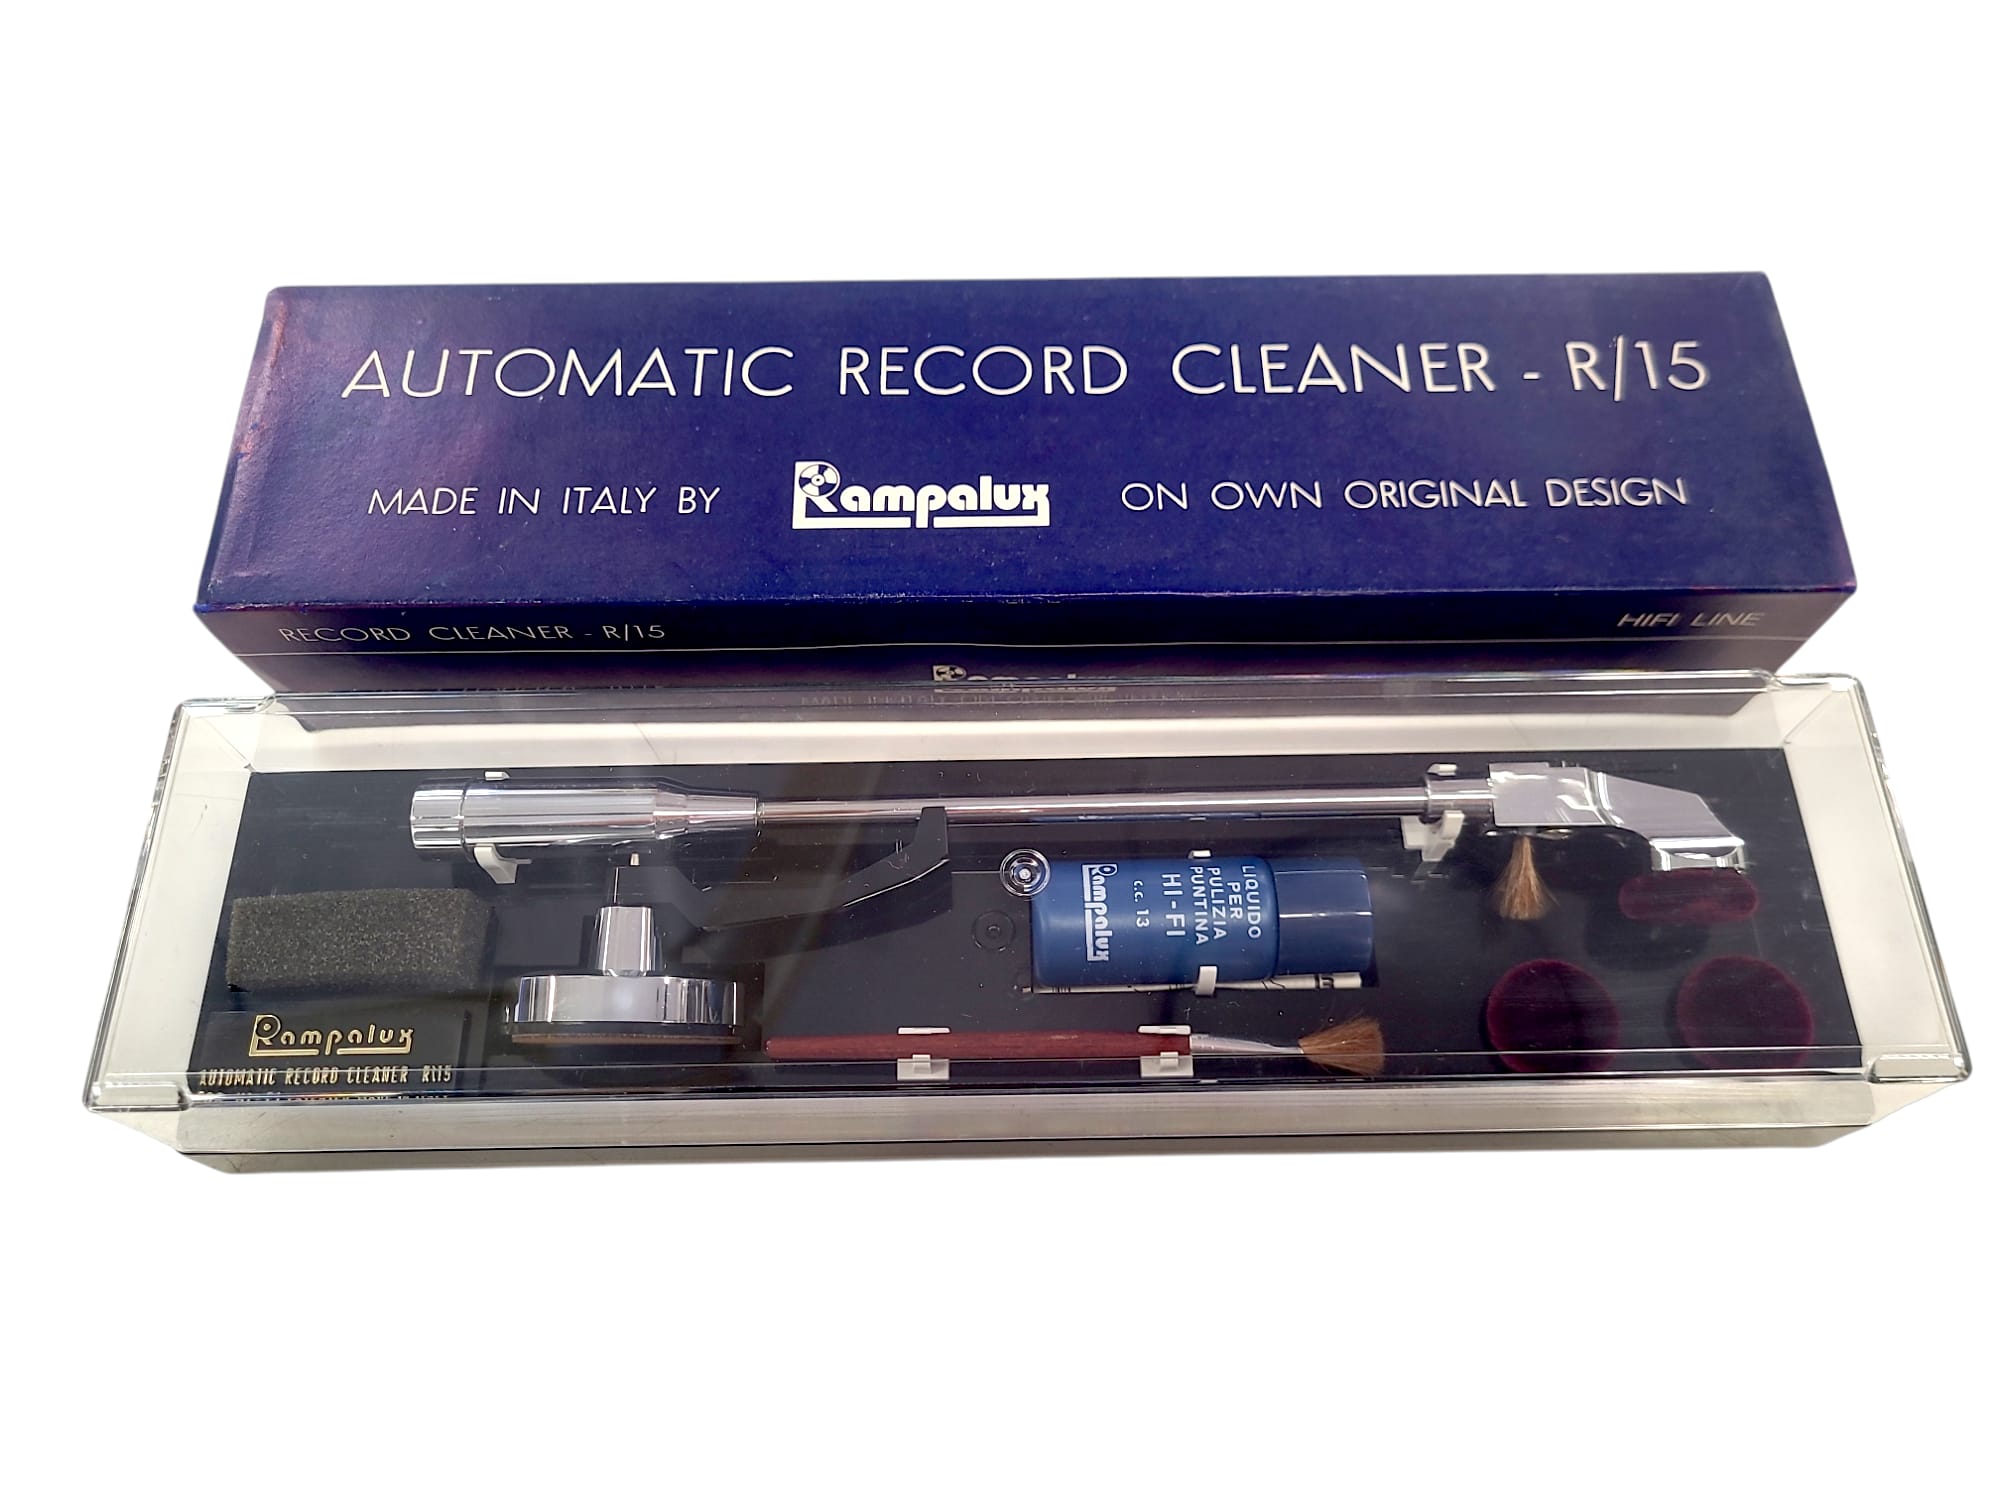 AUTOMATIC RECORD CLEANER - R/15
MADE IN ITALY BY Rampalux ON OWN ORIGINAL DESIGN
RECORD CLEANER - R/15
HIFI LINE
Rampalux
LIQUIDO
PER
PULIZIA
PUNTINA
HI-FI
c.c. 13
Rampalux
Rampalux
AUTOMATIC RECORD CLEANER R/15